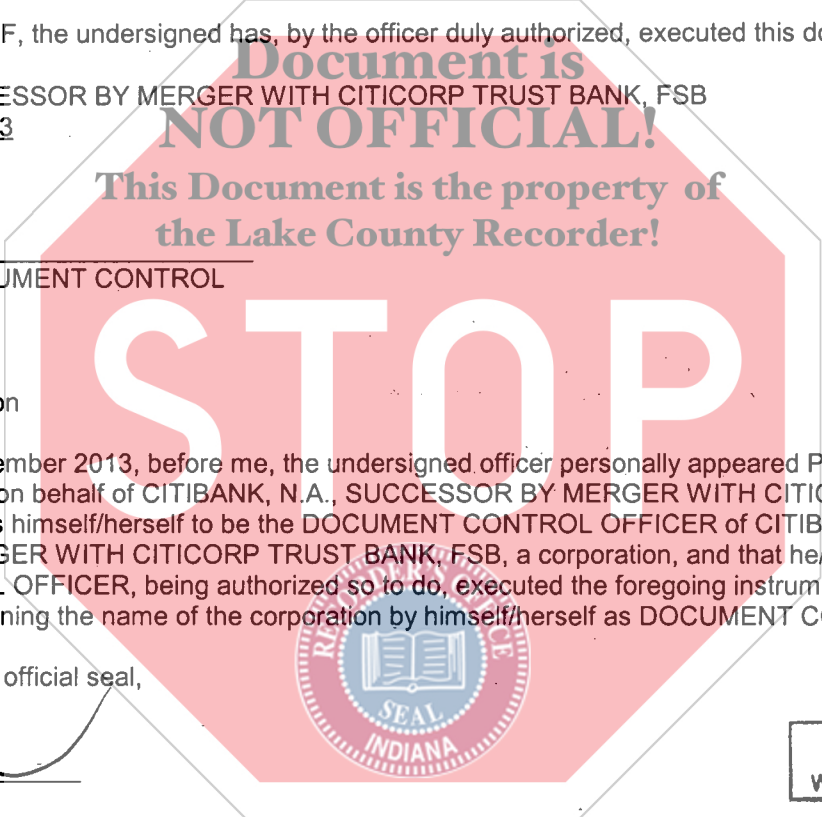 F, the undersigned has, by the officer duly authorized, executed this do
Document is
ESSOR BY MERGER WITH CITICORP TRUST BANK, FSB
3
NOT OFFICIAL!
This Document is the property of
the Lake County Recorder!
UMENT CONTROL
STOP
on
ember 2013, before me, the undersigned officer personally appeared P
on behalf of CITIBANK, N.A., SUCCESSOR BY MERGER WITH CITIC
s himself/herself to be the DOCUMENT CONTROL OFFICER of CITIB
GER WITH CITICORP TRUST BANK, FSB, a corporation, and that he/
L OFFICER, being authorized so to do, executed the foregoing instrum
ning the name of the corporation by himself/herself as DOCUMENT CO
RECORDER'S OFFICE
SEAL
INDIANA
official seal,
W